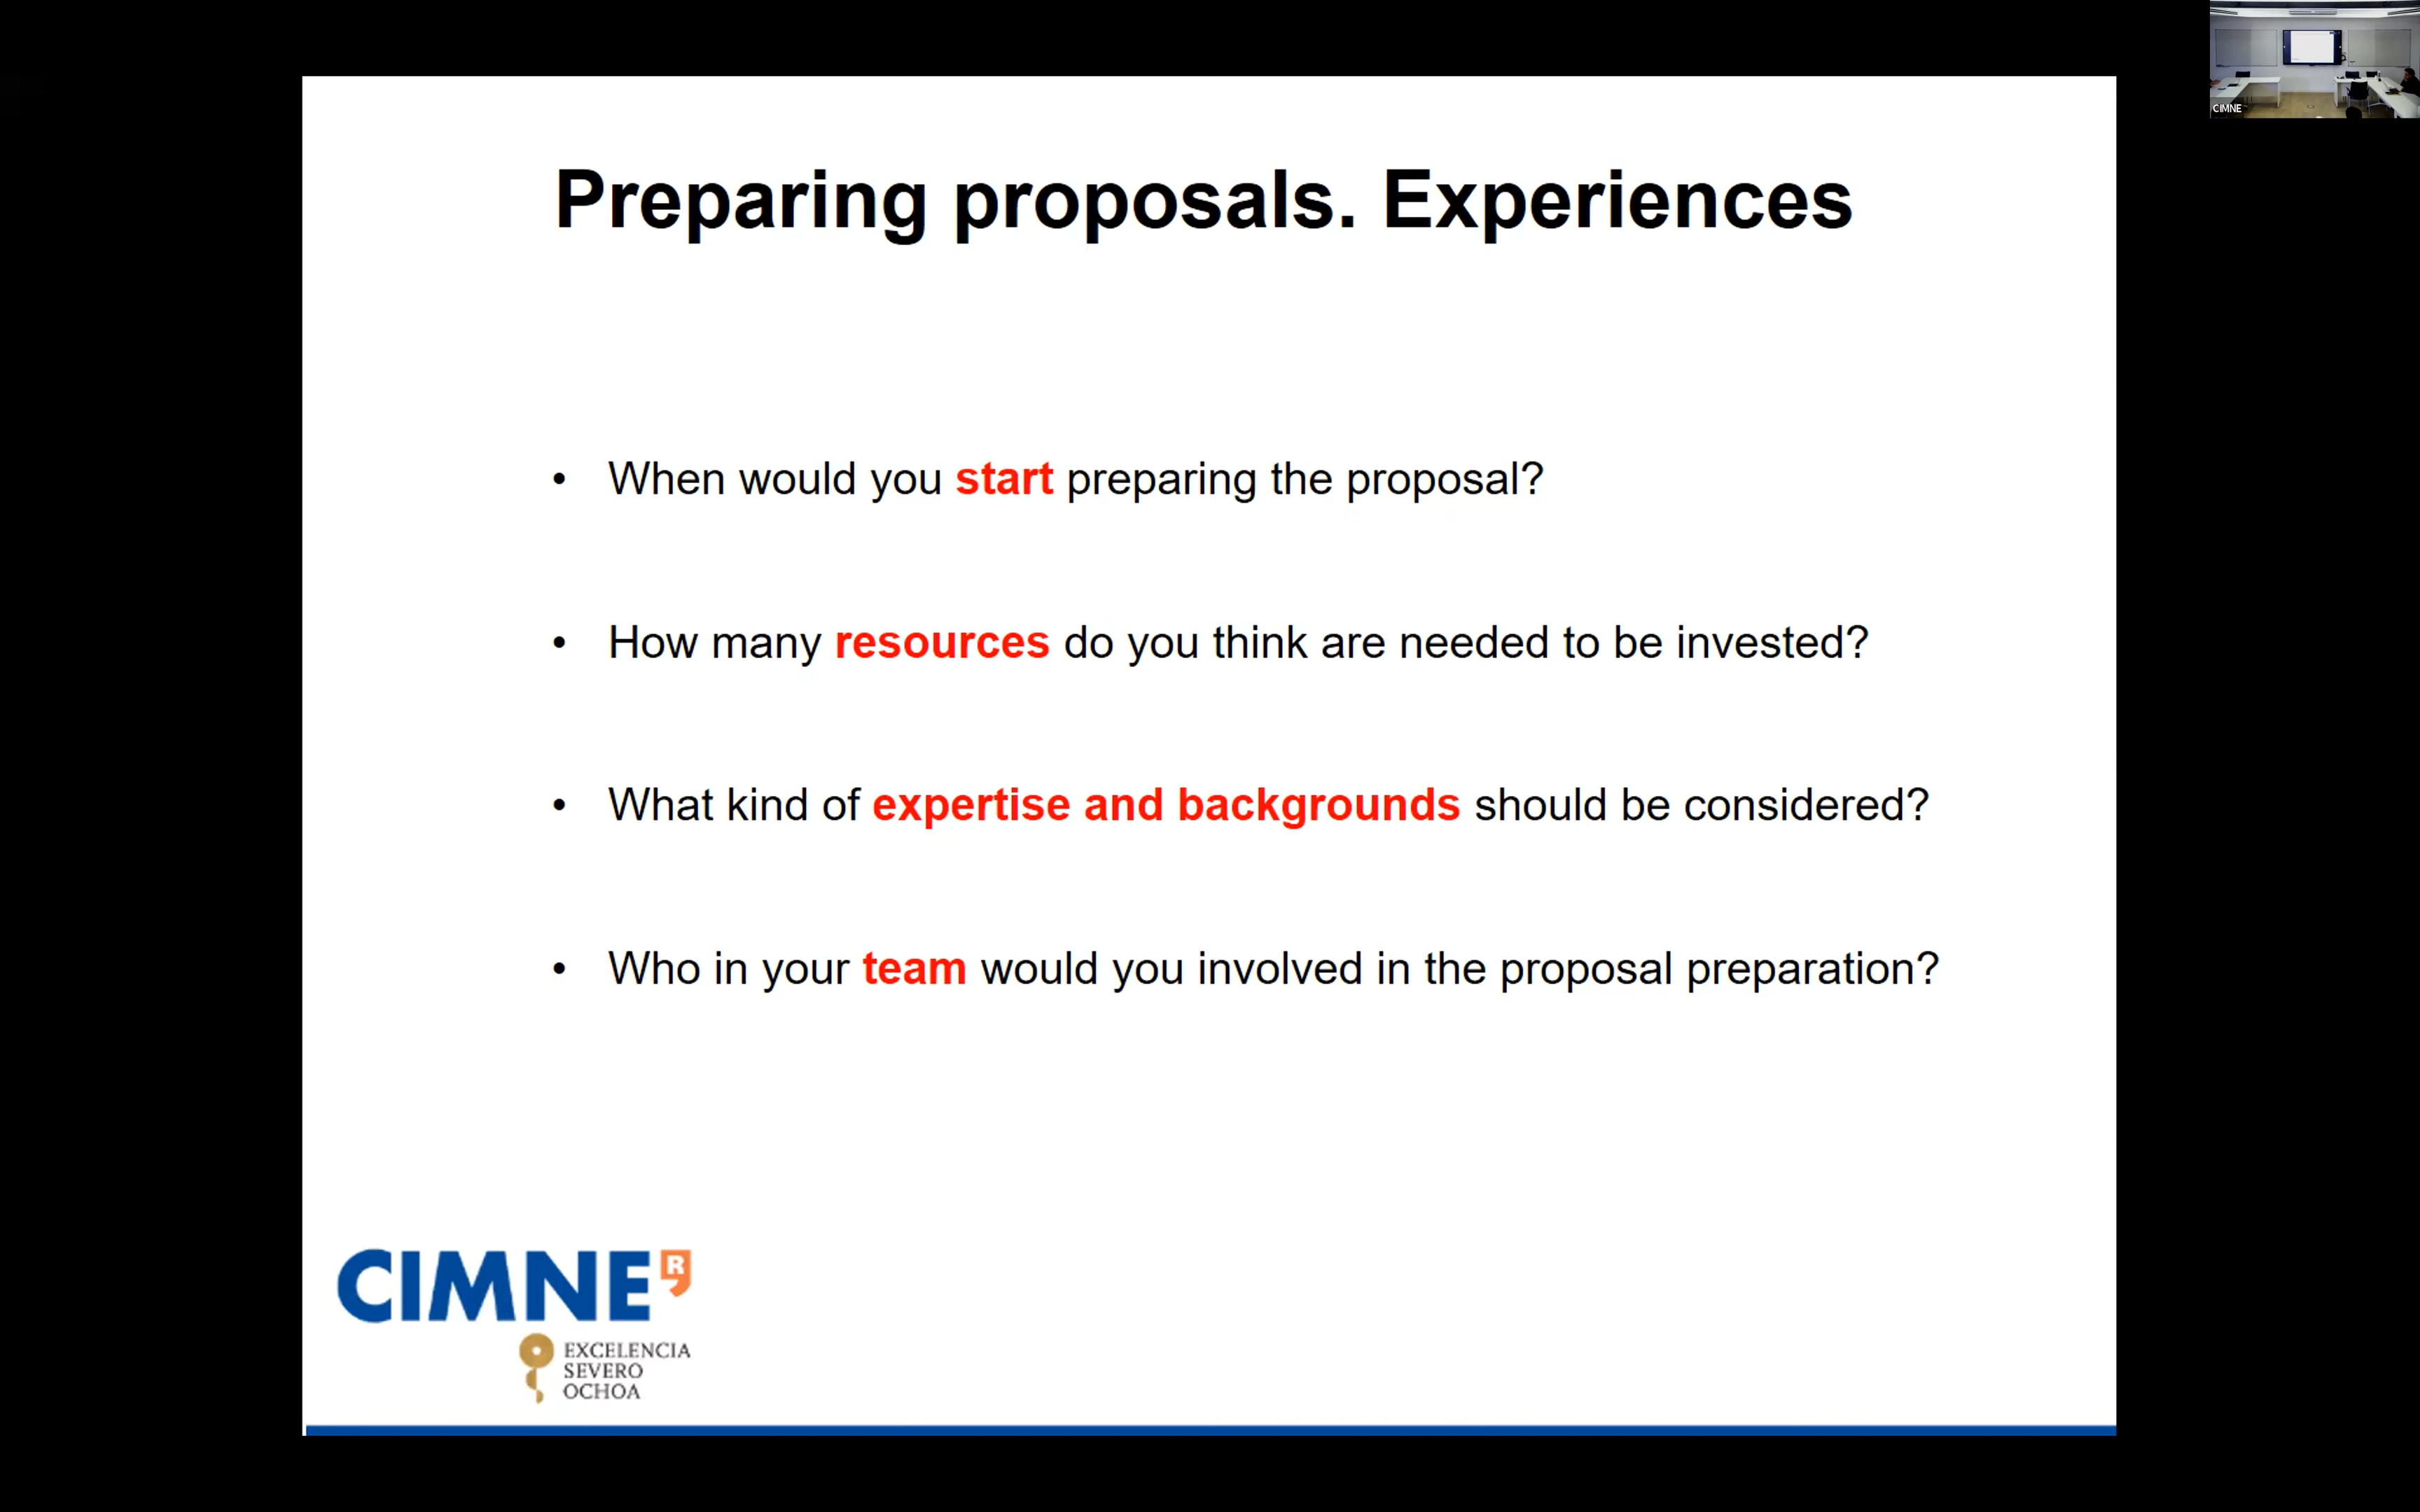 CIMNE
Preparing proposals. Experiences
• When would you start preparing the proposal?
• How many resources do you think are needed to be invested?
• What kind of expertise and backgrounds should be considered?
• Who in your team would you involved in the proposal preparation?
CIMNE R
EXCELENCIA
SEVERO
OCHOA